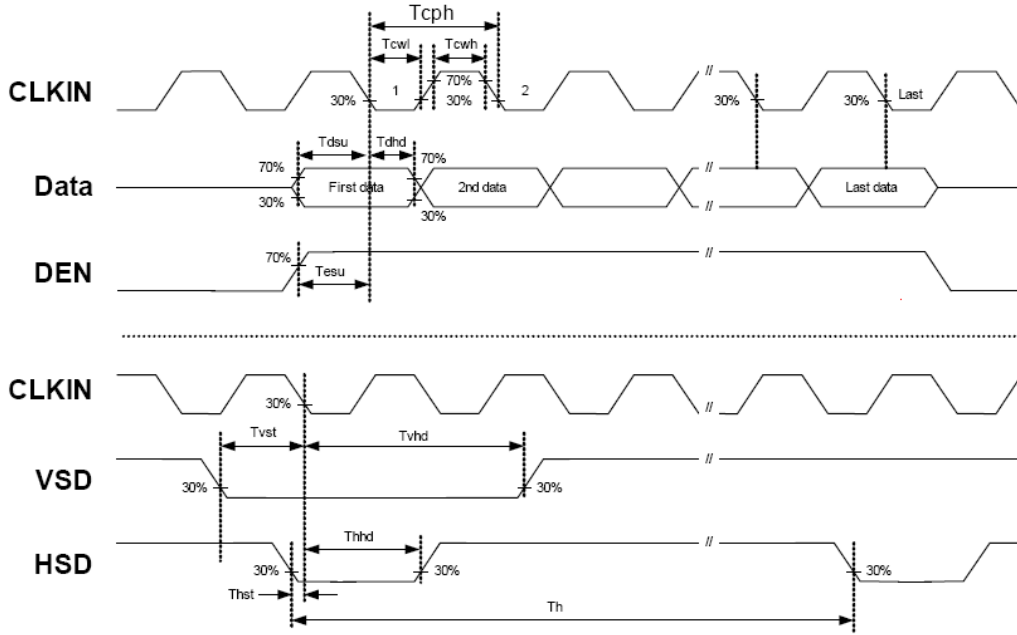 Tcph
Tcwl Tcwh
CLKIN 30% 1 70% 30% 2 // 30% 30% Last
Tdsu Tdhd
70% 70% //
Data First data 2nd data Last data
30% 30% //
DEN 70% Tesu //
CLKIN 30% //
Tvst Tvhd
VSD 30% 30% //
Thhd
HSD 30% 30% // 30%
Thst
Th